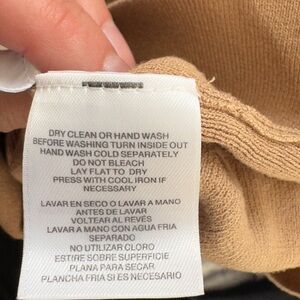 DRY CLEAN OR HAND WASH
BEFORE WASHING TURN INSIDE OUT
HAND WASH COLD SEPARATELY
DO NOT BLEACH
LAY FLAT TO DRY
PRESS WITH COOL IRON IF
NECESSARY
LAVAR EN SECO O LAVAR A MANO
ANTES DE LAVAR
VOLTEAR AL REVÉS
LAVAR A MANO CON AGUA FRIA
SEPARADO
NO UTILIZAR CLORO
ESTIRE SOBRE SUPERFICIE
PLANA PARA SECAR
PLANCHA FRIA SI ES NECESARIO